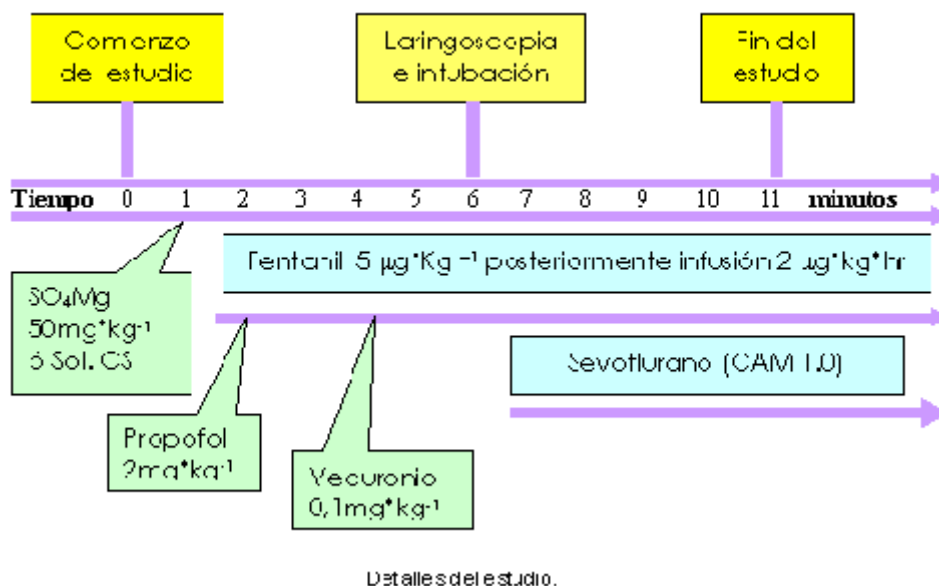 Comienzo
de estudio
Laringoscopia
e intubación
Fin del
estudio
Tiempo 0 1 2 3 4 5 6 7 8 9 10 11 minutos
Fentanil 5 µg*Kg⁻¹ posteriormente infusión 2 µg*kg*hr
SO₄Mg
50mg*kg⁻¹
ó Sol. CS
Sevoflurano (CAM 1.0)
Propofol
2mg*kg⁻¹
Vecuronio
0,1mg*kg⁻¹
Detalles del estudio.